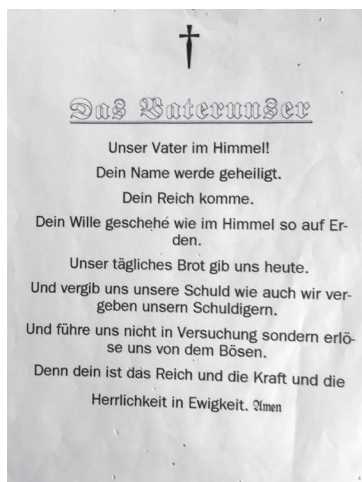 Das Vaterunser
Unser Vater im Himmel!
Dein Name werde geheiligt.
Dein Reich komme.
Dein Wille geschehe wie im Himmel so auf Er-
den.
Unser tägliches Brot gib uns heute.
Und vergib uns unsere Schuld wie auch wir ver-
geben unsern Schuldigern.
Und führe uns nicht in Versuchung sondern erlö-
se uns von dem Bösen.
Denn dein ist das Reich und die Kraft und die
Herrlichkeit in Ewigkeit. Amen